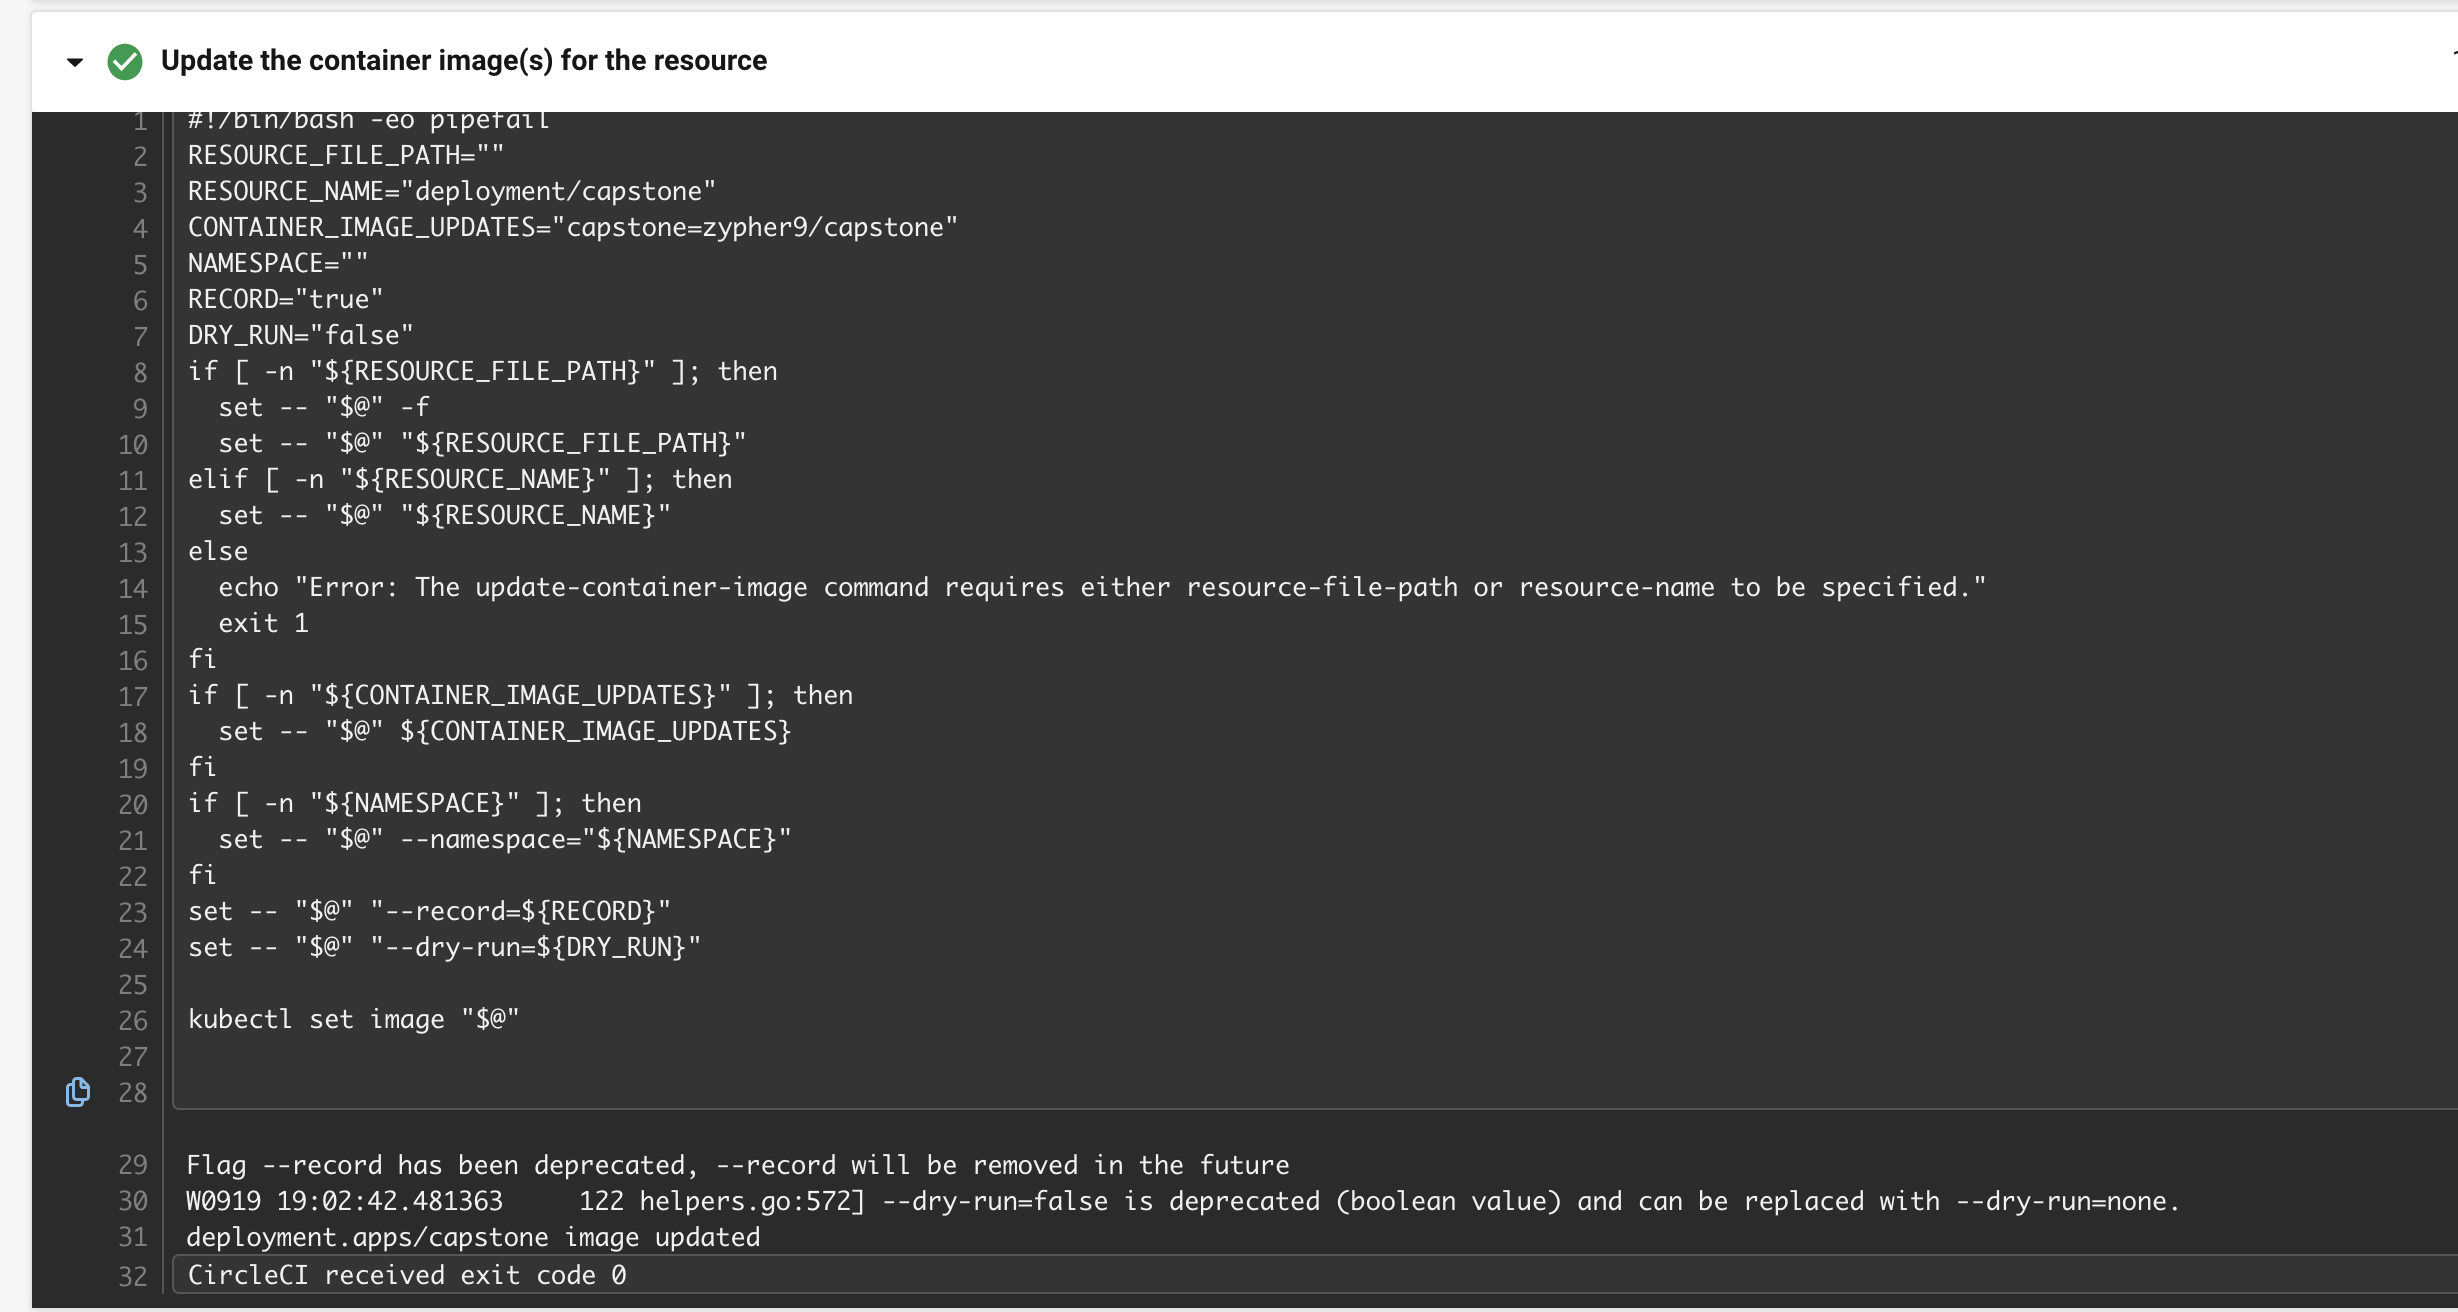 Update the container image(s) for the resource
1 #!/bin/bash -eo pipefail
2 RESOURCE_FILE_PATH=""
3 RESOURCE_NAME="deployment/capstone"
4 CONTAINER_IMAGE_UPDATES="capstone=zypher9/capstone"
5 NAMESPACE=""
6 RECORD="true"
7 DRY_RUN="false"
8 if [ -n "${RESOURCE_FILE_PATH}" ]; then
9   set -- "$@" -f
10   set -- "$@" "${RESOURCE_FILE_PATH}"
11 elif [ -n "${RESOURCE_NAME}" ]; then
12   set -- "$@" "${RESOURCE_NAME}"
13 else
14   echo "Error: The update-container-image command requires either resource-file-path or resource-name to be specified."
15   exit 1
16 fi
17 if [ -n "${CONTAINER_IMAGE_UPDATES}" ]; then
18   set -- "$@" ${CONTAINER_IMAGE_UPDATES}
19 fi
20 if [ -n "${NAMESPACE}" ]; then
21   set -- "$@" --namespace="${NAMESPACE}"
22 fi
23 set -- "$@" "--record=${RECORD}"
24 set -- "$@" "--dry-run=${DRY_RUN}"
25
26 kubectl set image "$@"
27
28
29 Flag --record has been deprecated, --record will be removed in the future
30 W0919 19:02:42.481363     122 helpers.go:572] --dry-run=false is deprecated (boolean value) and can be replaced with --dry-run=none.
31 deployment.apps/capstone image updated
32 CircleCI received exit code 0